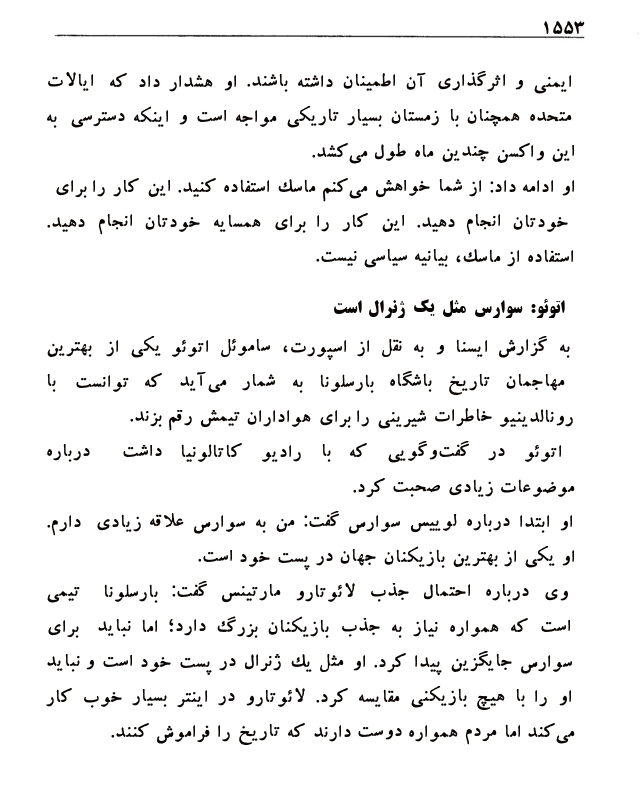 ۱۵۵۳
ایمنی و اثرگذاری آن اطمینان داشته باشند. او هشدار داد که ایالات
متحده همچنان با زمستان بسیار تاریکی مواجه است و اینکه دسترسی به
این واکسن چندین ماه طول می‌کشد.
او ادامه داد: از شما خواهش می‌کنم ماسك استفاده کنید. این کار را برای
خودتان انجام دهید. این کار را برای همسایه خودتان انجام دهید.
استفاده از ماسك، بیانیه سیاسی نیست.
اتوئو: سوارس مثل یک ژنرال است
به گزارش ایسنا و به نقل از اسپورت، ساموئل اتوئو یکی از بهترین
مهاجمان تاریخ باشگاه بارسلونا به شمار می‌آید که توانست با
رونالدینیو خاطرات شیرینی را برای هواداران تیمش رقم بزند.
اتوئو در گفت‌وگویی که با رادیو کاتالونیا داشت درباره
موضوعات زیادی صحبت کرد.
او ابتدا درباره لوییس سوارس گفت: من به سوارس علاقه زیادی دارم.
او یکی از بهترین بازیکنان جهان در پست خود است.
وی درباره احتمال جذب لائوتارو مارتینس گفت: بارسلونا تیمی
است که همواره نیاز به جذب بازیکنان بزرگ دارد؛ اما نباید برای
سوارس جایگزین پیدا کرد. او مثل یك ژنرال در پست خود است و نباید
او را با هیچ بازیکنی مقایسه کرد. لائوتارو در اینتر بسیار خوب کار
می‌کند اما مردم همواره دوست دارند که تاریخ را فراموش کنند.